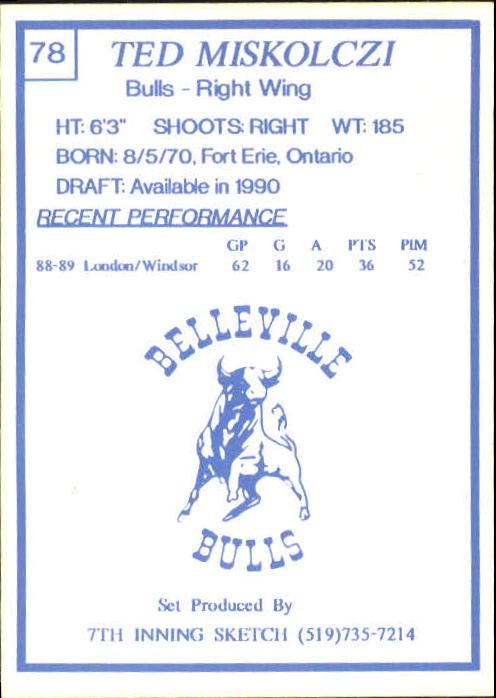 78
TED MISKOLCZI
Bulls - Right Wing
HT: 6'3" SHOOTS: RIGHT WT: 185
BORN: 8/5/70, Fort Erie, Ontario
DRAFT: Available in 1990
RECENT PERFORMANCE
GP G A PTS PIM
88-89 London/Windsor 62 16 20 36 52
BELLEVILLE
BULLS
Set Produced By
7TH INNING SKETCH (519)735-7214